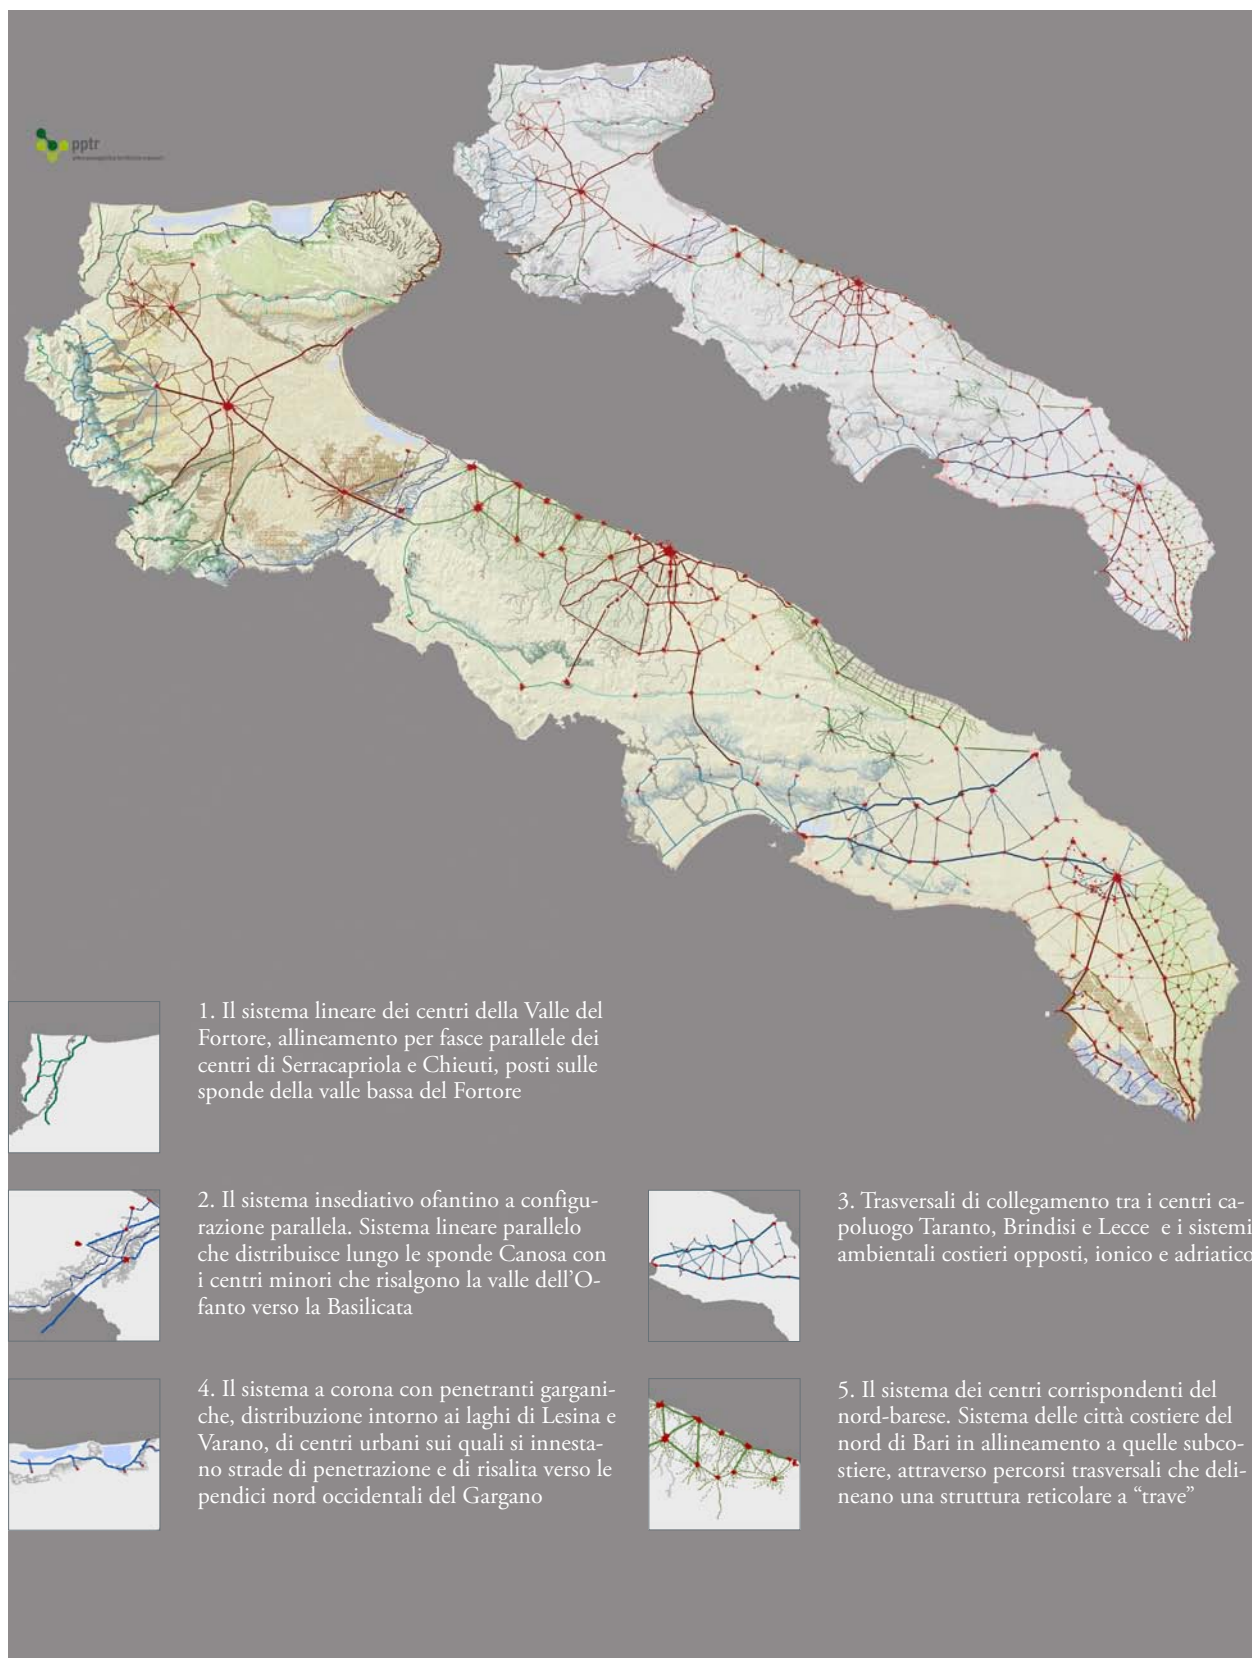 pptr
1. Il sistema lineare dei centri della Valle del
Fortore, allineamento per fasce parallele dei
centri di Serracapriola e Chieuti, posti sulle
sponde della valle bassa del Fortore
2. Il sistema insediativo ofantino a configu-
razione parallela. Sistema lineare parallelo
che distribuisce lungo le sponde Canosa con
i centri minori che risalgono la valle dell'O-
fanto verso la Basilicata
3. Trasversali di collegamento tra i centri ca-
poluogo Taranto, Brindisi e Lecce e i sistemi
ambientali costieri opposti, ionico e adriatico
4. Il sistema a corona con penetranti gargani-
che, distribuzione intorno ai laghi di Lesina e
Varano, di centri urbani sui quali si innesta-
no strade di penetrazione e di risalita verso le
pendici nord occidentali del Gargano
5. Il sistema dei centri corrispondenti del
nord-barese. Sistema delle città costiere del
nord di Bari in allineamento a quelle subco-
stiere, attraverso percorsi trasversali che deli-
neano una struttura reticolare a “trave”